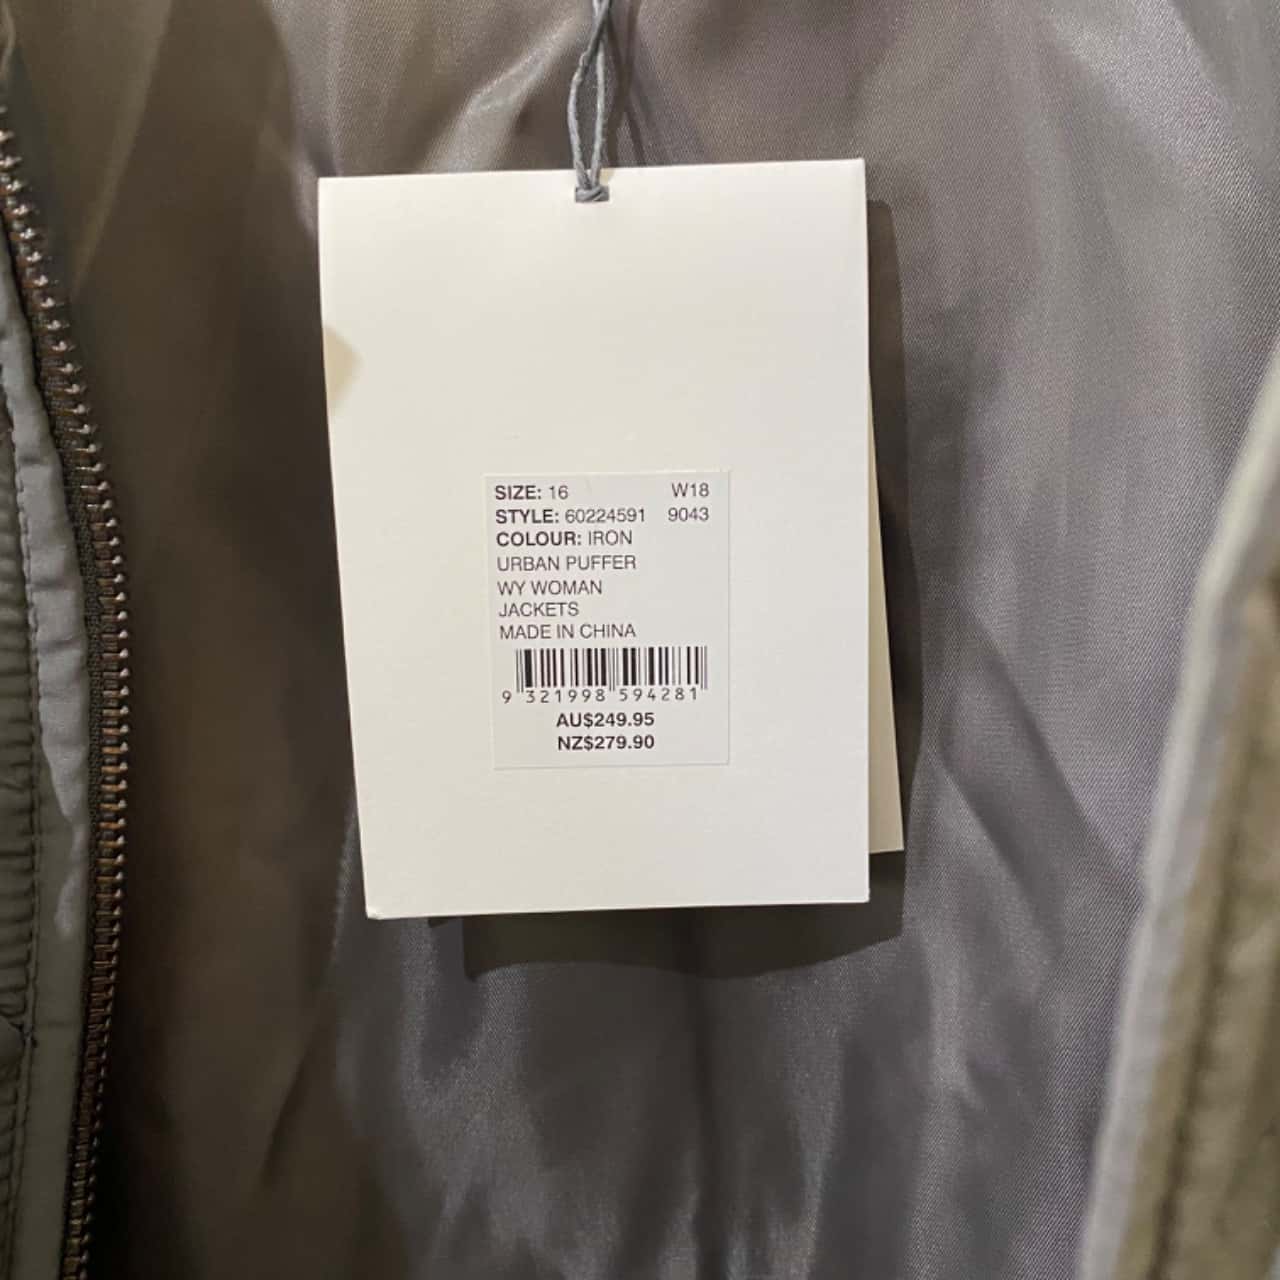 SIZE: 16 W18
STYLE: 60224591 9043
COLOUR: IRON
URBAN PUFFER
WY WOMAN
JACKETS
MADE IN CHINA
9 321998 594281
AU$249.95
NZ$279.90